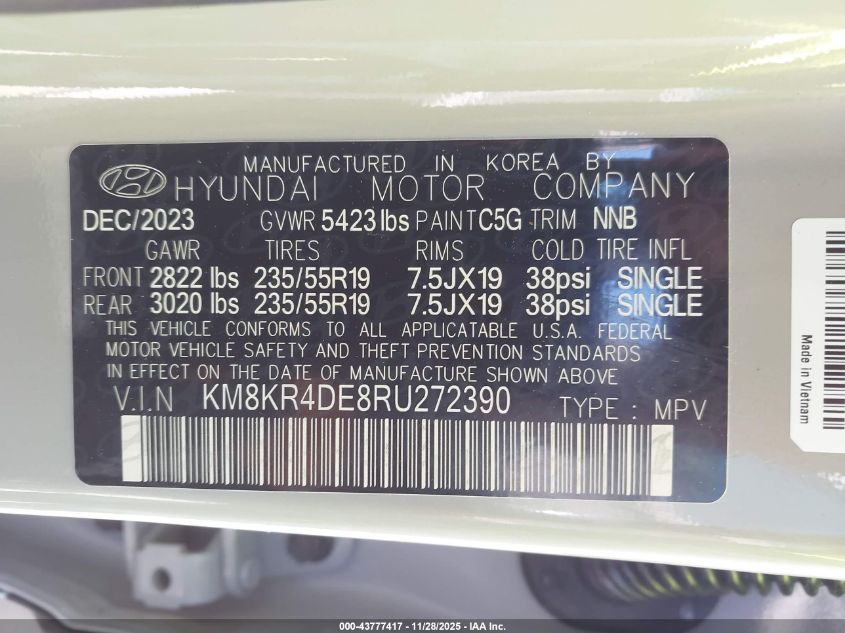 MANUFACTURED IN KOREA BY
HYUNDAI MOTOR COMPANY
DEC/2023 GVWR 5423 lbs PAINT C5G TRIM NNB
GAWR TIRES RIMS COLD TIRE INFL
FRONT 2822 lbs 235/55R19 7.5JX19 38psi SINGLE
REAR 3020 lbs 235/55R19 7.5JX19 38psi SINGLE
THIS VEHICLE CONFORMS TO ALL APPLICATABLE U.S.A. FEDERAL
MOTOR VEHICLE SAFETY AND THEFT PREVENTION STANDARDS
IN EFFECT ON THE DATE OF MANUFACTURE SHOWN ABOVE
V.I.N KM8KR4DE8RU272390 TYPE : MPV
Made in Vietnam
000-43777417 - 11/28/2025 - IAA Inc.